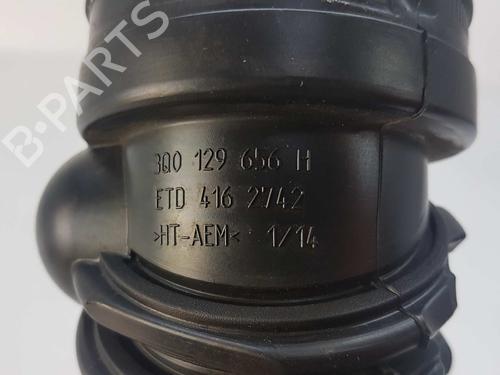 B-PARTS
3Q0 129 656 H
ETD 416 2742
>HT-AEM< 1/14